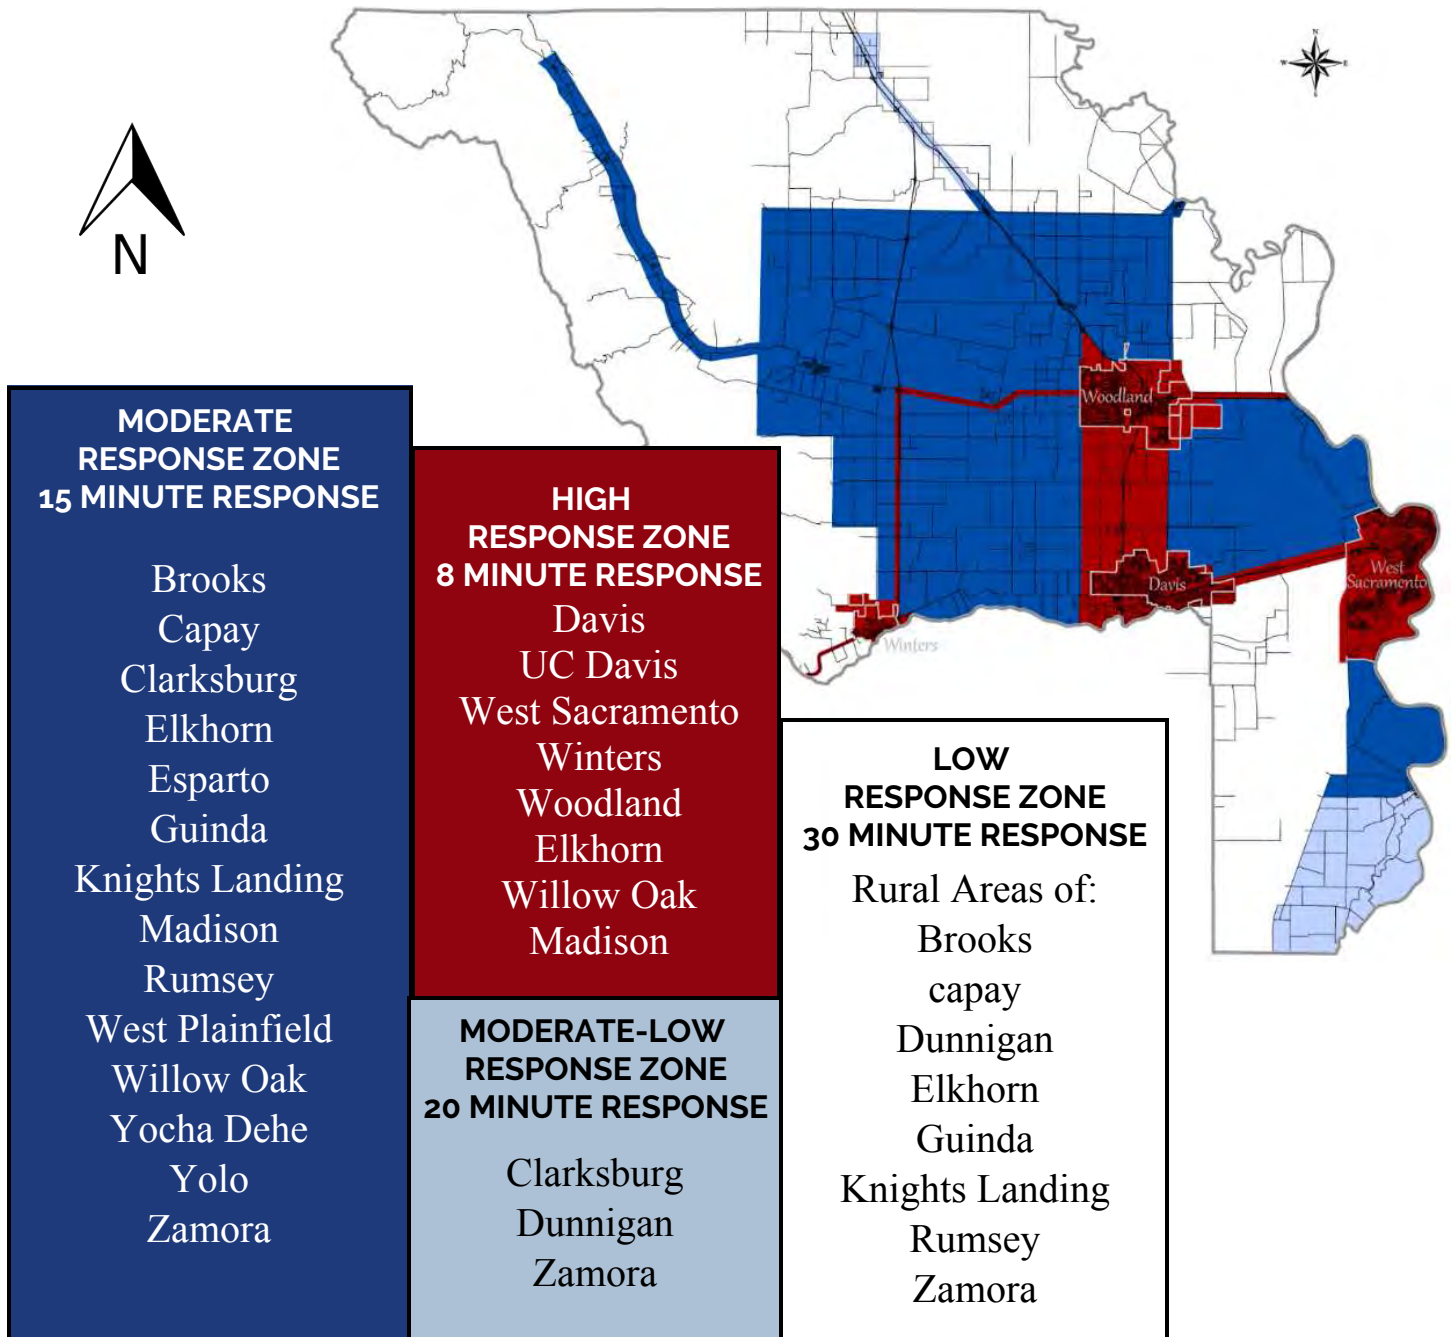 N
W
E
S
N
Woodland
Davis
West
Sacramento
Winters
MODERATE
RESPONSE ZONE
15 MINUTE RESPONSE
Brooks
Capay
Clarksburg
Elkhorn
Esparto
Guinda
Knights Landing
Madison
Rumsey
West Plainfield
Willow Oak
Yocha Dehe
Yolo
Zamora
HIGH
RESPONSE ZONE
8 MINUTE RESPONSE
Davis
UC Davis
West Sacramento
Winters
Woodland
Elkhorn
Willow Oak
Madison
MODERATE-LOW
RESPONSE ZONE
20 MINUTE RESPONSE
Clarksburg
Dunnigan
Zamora
LOW
RESPONSE ZONE
30 MINUTE RESPONSE
Rural Areas of:
Brooks
capay
Dunnigan
Elkhorn
Guinda
Knights Landing
Rumsey
Zamora